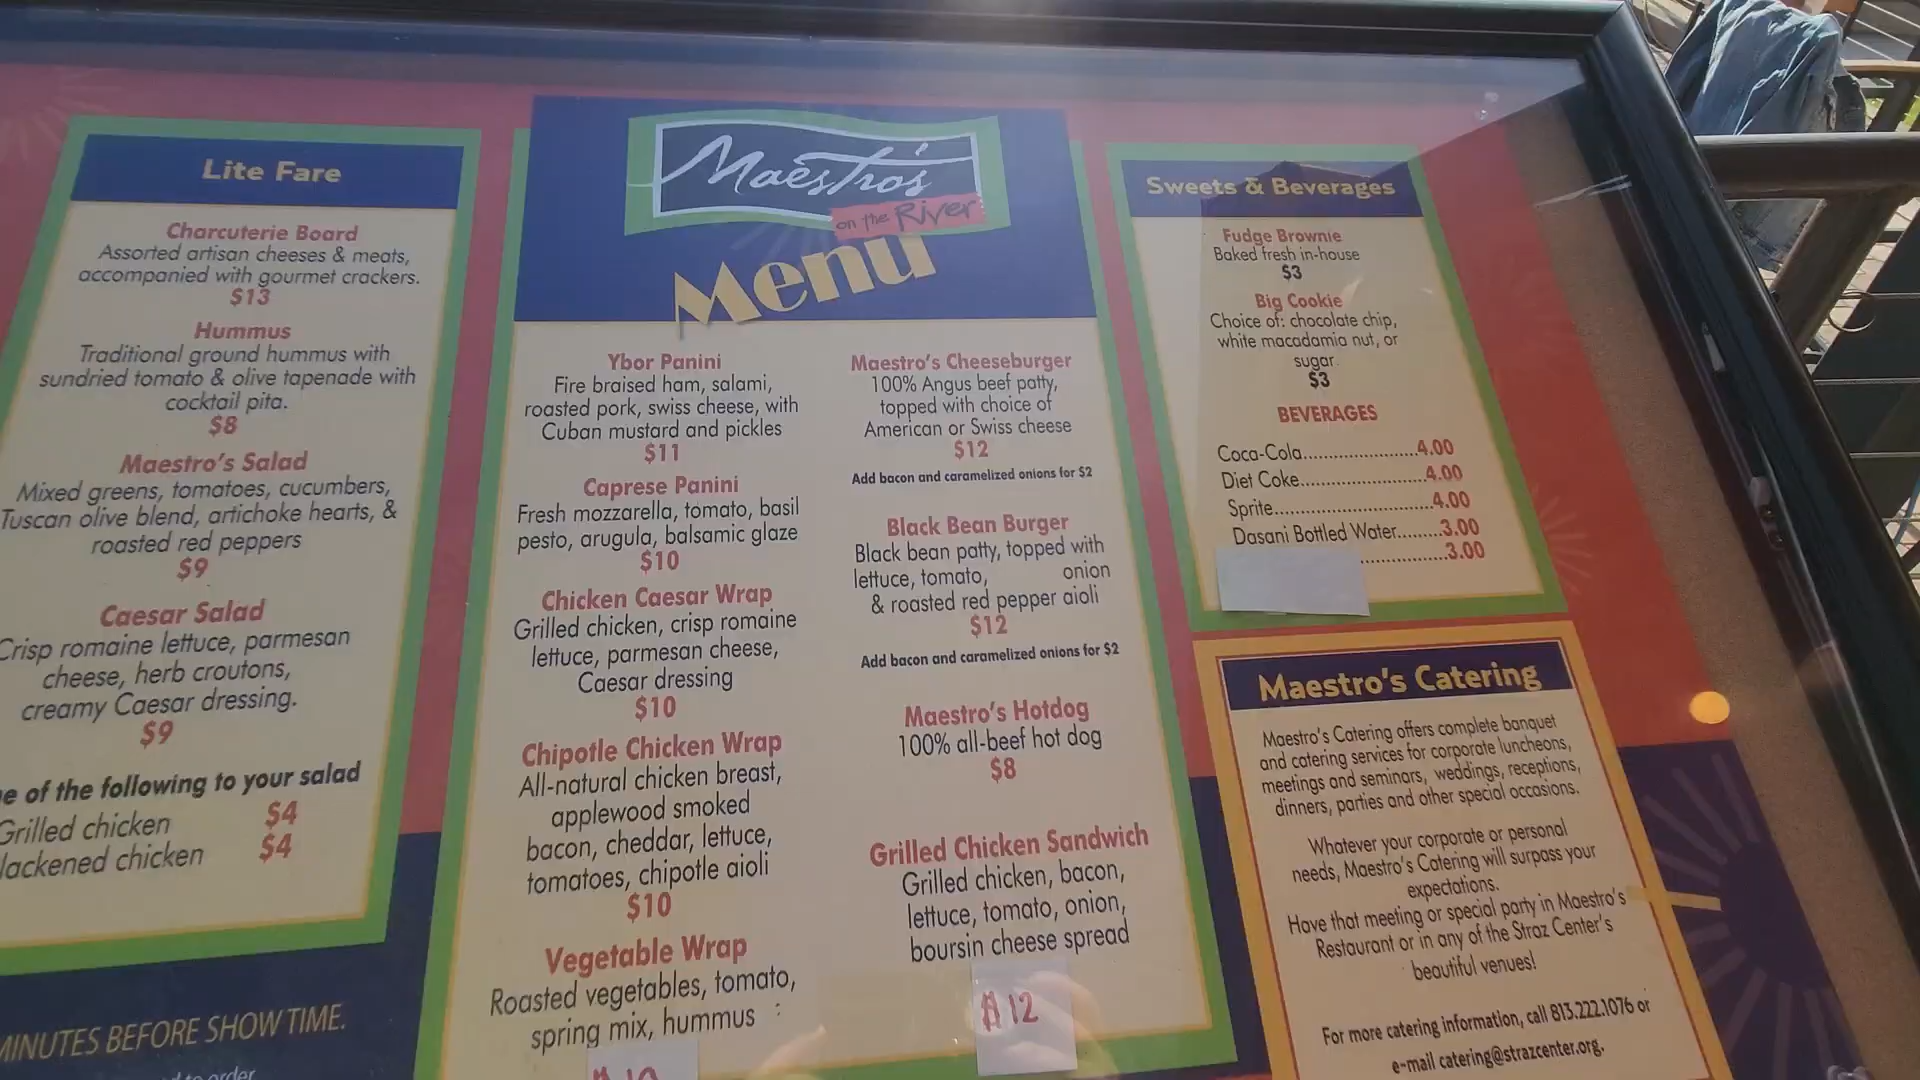 Lite Fare
Charcuterie Board
Assorted artisan cheeses & meats,
accompanied with gourmet crackers.
$13
Hummus
Traditional ground hummus with
sundried tomato & olive tapenade with
cocktail pita.
$8
Maestro's Salad
Mixed greens, tomatoes, cucumbers,
Tuscan olive blend, artichoke hearts, &
roasted red peppers
$9
Caesar Salad
Crisp romaine lettuce, parmesan
cheese, herb croutons,
creamy Caesar dressing.
$9
of the following to your salad
Grilled chicken $4
lackened chicken $4
MINUTES BEFORE SHOW TIME.
to order
Maestro's
on the River
Menu
Ybor Panini
Fire braised ham, salami,
roasted pork, swiss cheese, with
Cuban mustard and pickles
$11
Caprese Panini
Fresh mozzarella, tomato, basil
pesto, arugula, balsamic glaze
$10
Chicken Caesar Wrap
Grilled chicken, crisp romaine
lettuce, parmesan cheese,
Caesar dressing
$10
Chipotle Chicken Wrap
All-natural chicken breast,
applewood smoked
bacon, cheddar, lettuce,
tomatoes, chipotle aioli
$10
Vegetable Wrap
Roasted vegetables, tomato,
spring mix, hummus
Maestro's Cheeseburger
100% Angus beef patty,
topped with choice of
American or Swiss cheese
$12
Add bacon and caramelized onions for $2
Black Bean Burger
Black bean patty, topped with
lettuce, tomato, onion
& roasted red pepper aioli
$12
Add bacon and caramelized onions for $2
Maestro's Hotdog
100% all-beef hot dog
$8
Grilled Chicken Sandwich
Grilled chicken, bacon,
lettuce, tomato, onion,
boursin cheese spread
$12
Sweets & Beverages
Fudge Brownie
Baked fresh in-house
$3
Big Cookie
Choice of: chocolate chip,
white macadamia nut, or
sugar
$3
BEVERAGES
Coca-Cola.......................4.00
Diet Coke.......................4.00
Sprite.................................4.00
Dasani Bottled Water.........3.00
.................3.00
Maestro's Catering
Maestro's Catering offers complete banquet
and catering services for corporate luncheons,
meetings and seminars, weddings, receptions,
dinners, parties and other special occasions.
Whatever your corporate or personal
needs, Maestro's Catering will surpass your
expectations.
Have that meeting or special party in Maestro's
Restaurant or in any of the Straz Center's
beautiful venues!
For more catering information, call 813.222.1076 or
e-mail catering@strazcenter.org.